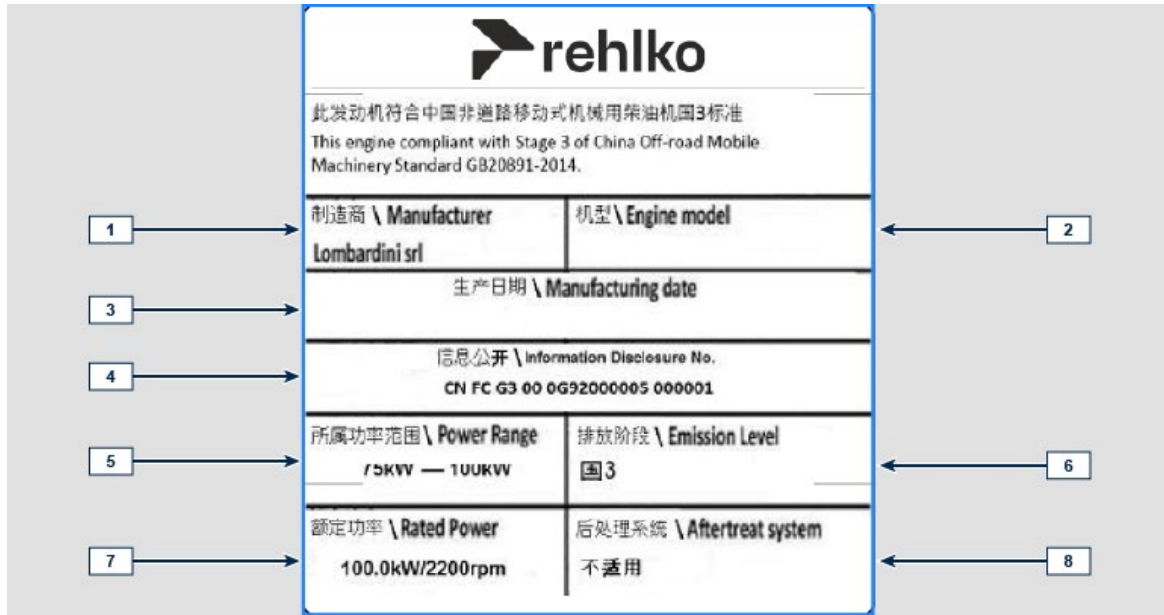 rehlko
此发动机符合中国非道路移动式机械用柴油机国3标准
This engine compliant with Stage 3 of China Off-road Mobile
Machinery Standard GB20891-2014.
1
制造商 \ Manufacturer
Lombardini srl
机型 \ Engine model
2
3
生产日期 \ Manufacturing date
4
信息公开 \ Information Disclosure No.
CN FC G3 00 0G92000005 000001
5
所属功率范围 \ Power Range
75kW — 100kW
排放阶段 \ Emission Level
国3
6
7
额定功率 \ Rated Power
100.0kW/2200rpm
后处理系统 \ Aftertreat system
不适用
8